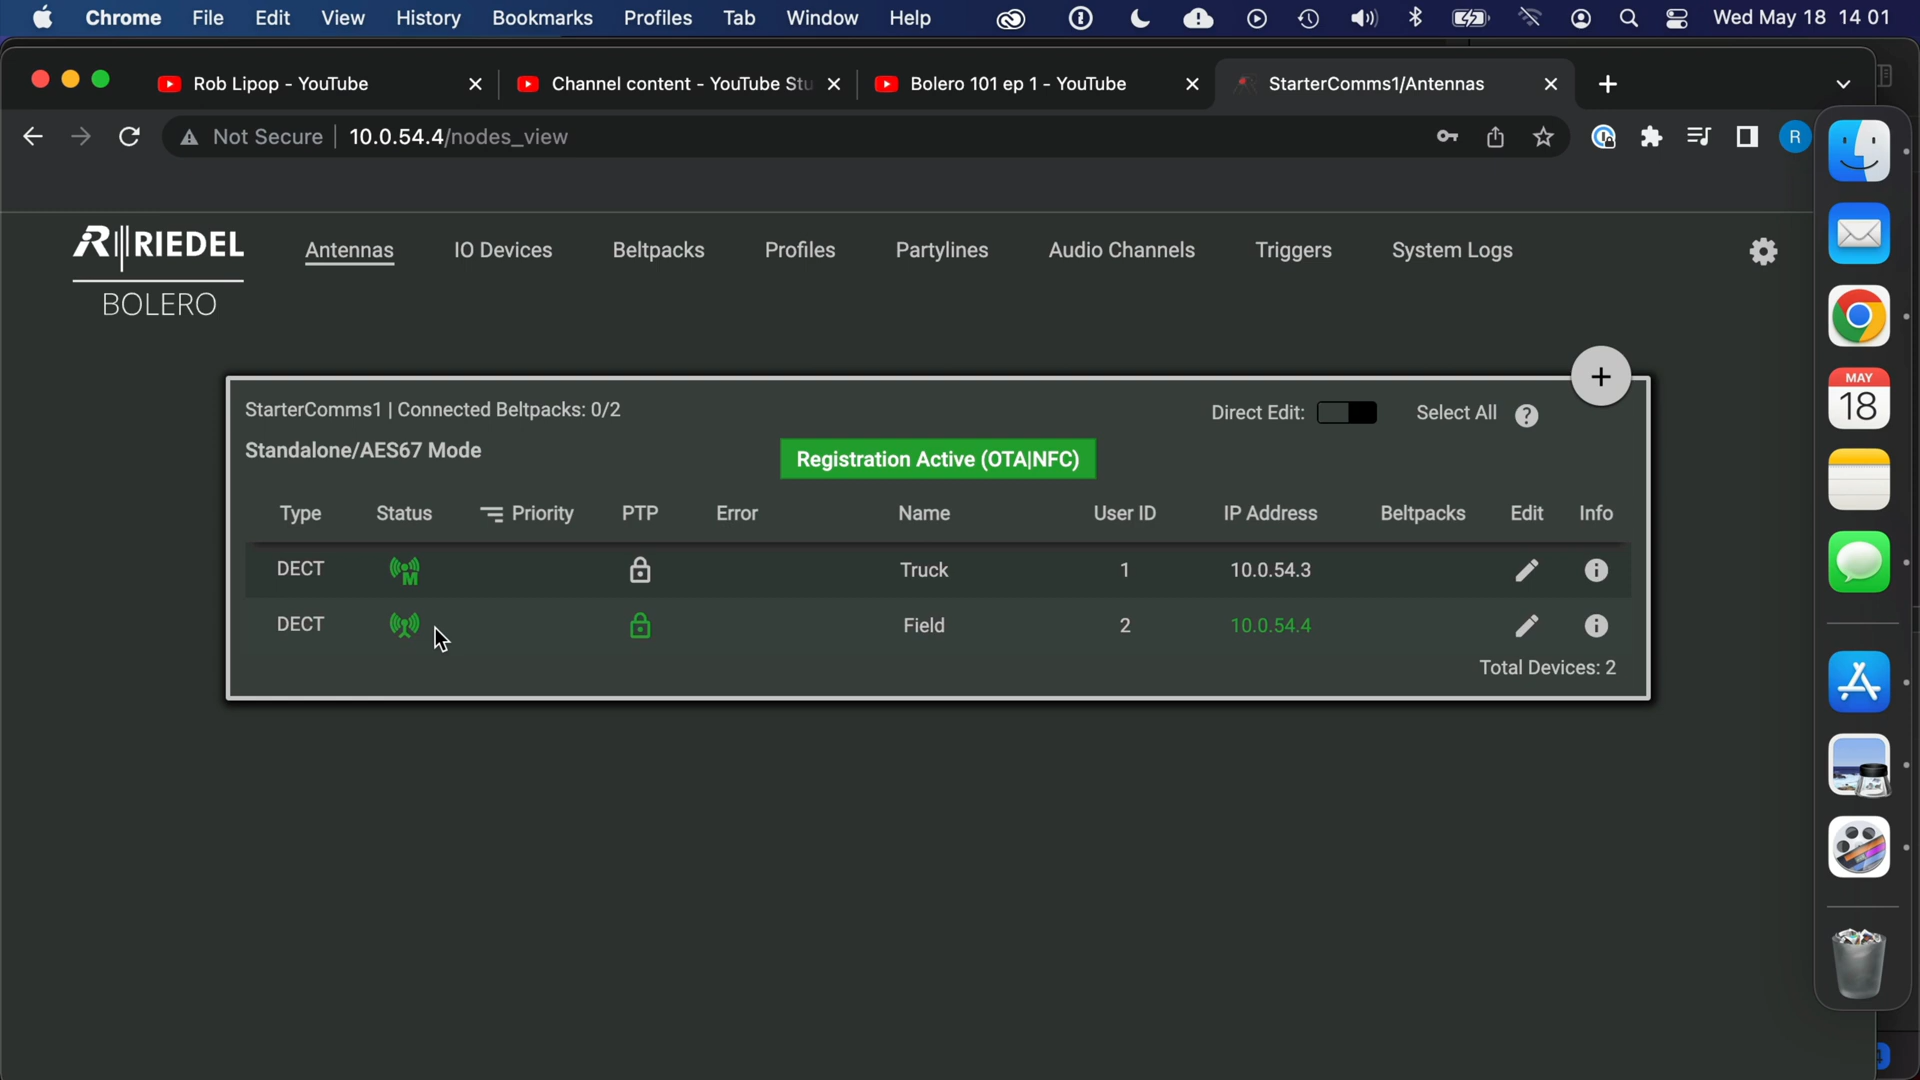 Chrome File Edit View History Bookmarks Profiles Tab Window Help Wed May 18 14 01
Rob Lipop - YouTube Channel content - YouTube Stu Bolero 101 ep 1 - YouTube StarterComms1/Antennas
Not Secure 10.0.54.4/nodes_view R
RIEDEL
BOLERO
Antennas IO Devices Beltpacks Profiles Partylines Audio Channels Triggers System Logs
MAY
18
+
StarterComms1 | Connected Beltpacks: 0/2 Direct Edit: Select All ?
Standalone/AES67 Mode
Registration Active (OTA|NFC)
Type Status Priority PTP Error Name User ID IP Address Beltpacks Edit Info
DECT M Truck 1 10.0.54.3
DECT Field 2 10.0.54.4
Total Devices: 2